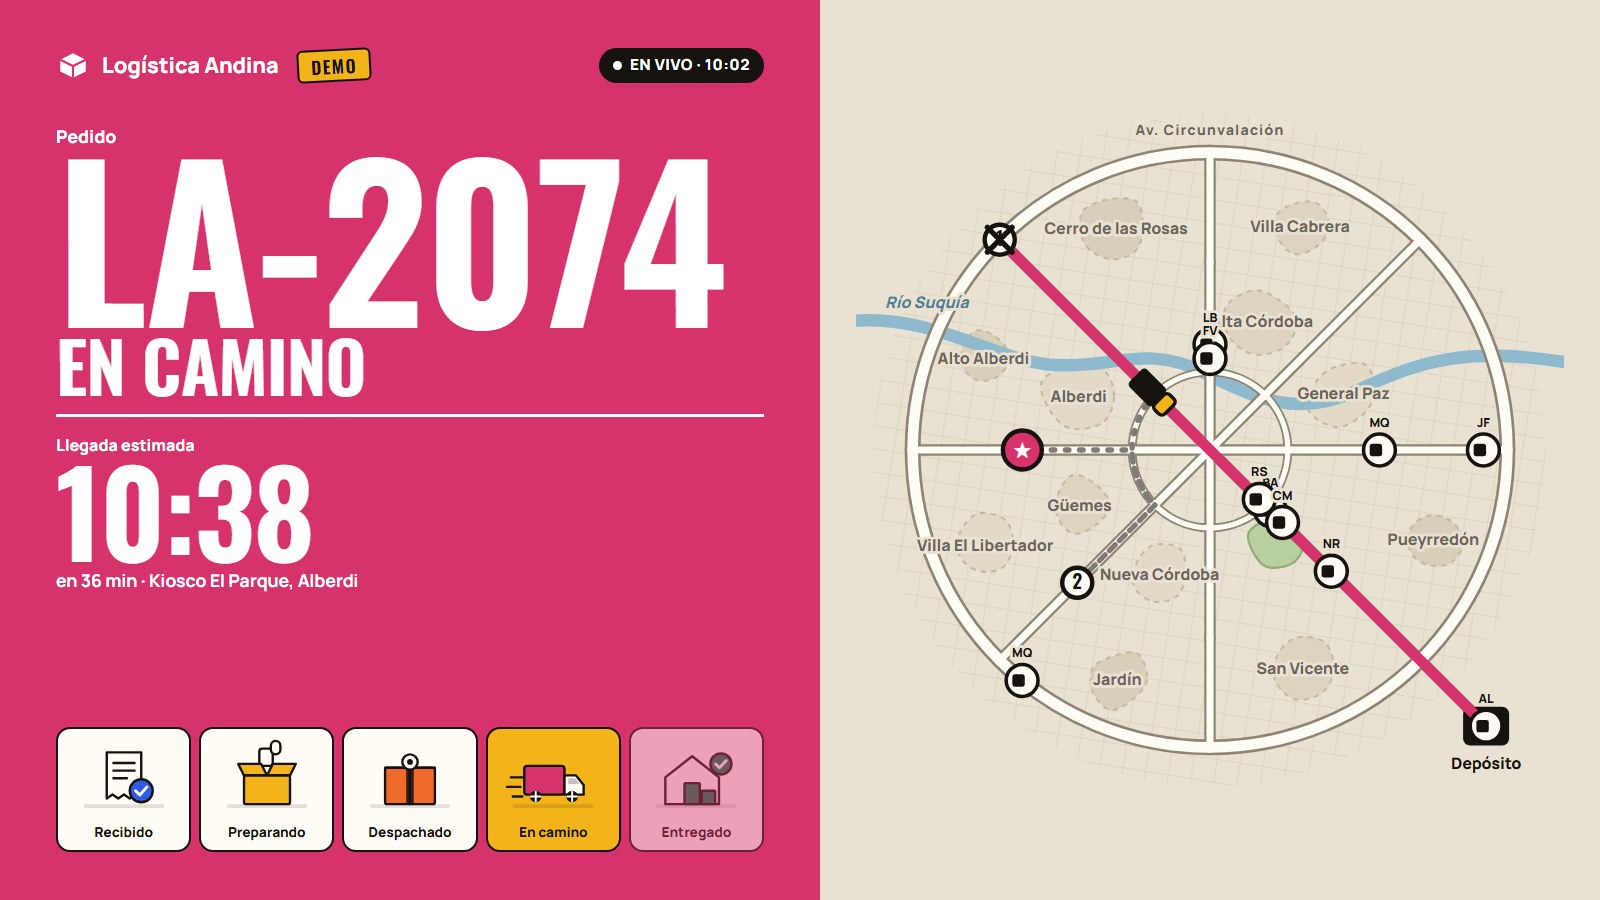 Logística Andina
DEMO
EN VIVO · 10:02
Pedido
LA-2074
EN CAMINO
Llegada estimada
10:38
en 36 min · Kiosco El Parque, Alberdi
Recibido
Preparando
Despachado
En camino
Entregado
Av. Circunvalación
Cerro de las Rosas
Villa Cabrera
Río Suquía
LB
lta Córdoba
FV
Alto Alberdi
Alberdi
General Paz
MQ
JF
RS
BA
CM
Güemes
Villa El Libertador
NR
Pueyrredón
2
Nueva Córdoba
MQ
Jardín
San Vicente
AL
Depósito